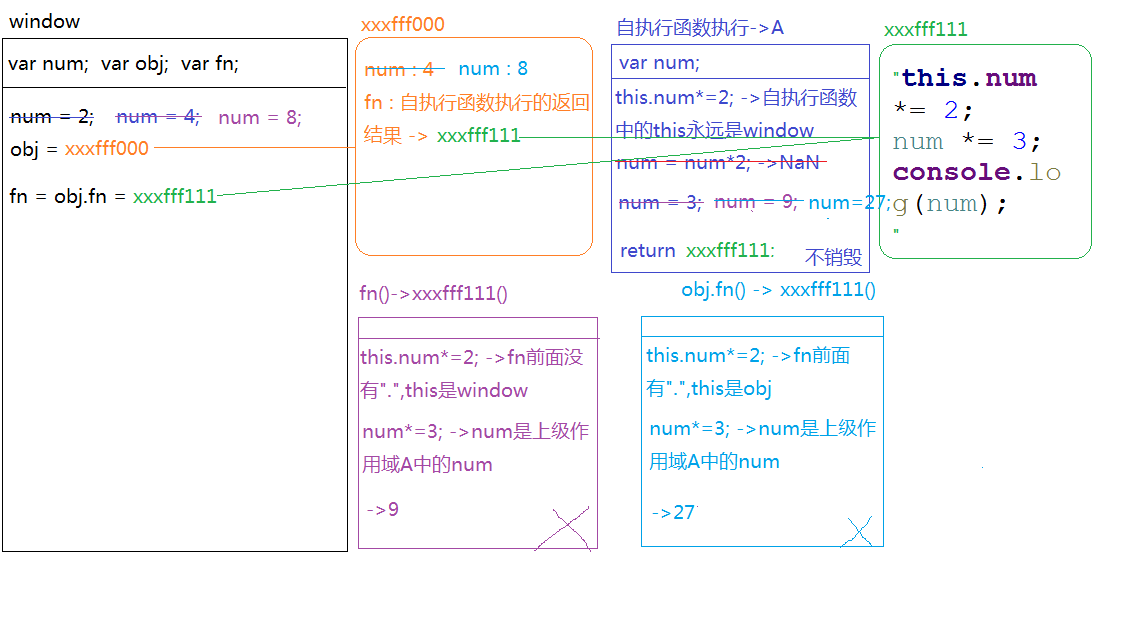 window
var num;  var obj;  var fn;
num = 2;  num = 4;  num = 8;
obj = xxxfff000
fn = obj.fn = xxxfff111
xxxfff000
num : 4  num : 8
fn : 自执行函数执行的返回
结果 -> xxxfff111
自执行函数执行->A
var num;
this.num*=2; ->自执行函数
中的this永远是window
num = num*2; ->NaN
num = 3;  num = 9;  num=27;
return  xxxfff111:  不销毁
xxxfff111
"this.num
*= 2;
num *= 3;
console.lo
g(num);
"
fn()->xxxfff111()
this.num*=2; ->fn前面没
有".",this是window
num*=3; ->num是上级作
用域A中的num
->9
obj.fn() -> xxxfff111()
this.num*=2; ->fn前面
有".",this是obj
num*=3; ->num是上级作
用域A中的num
->27